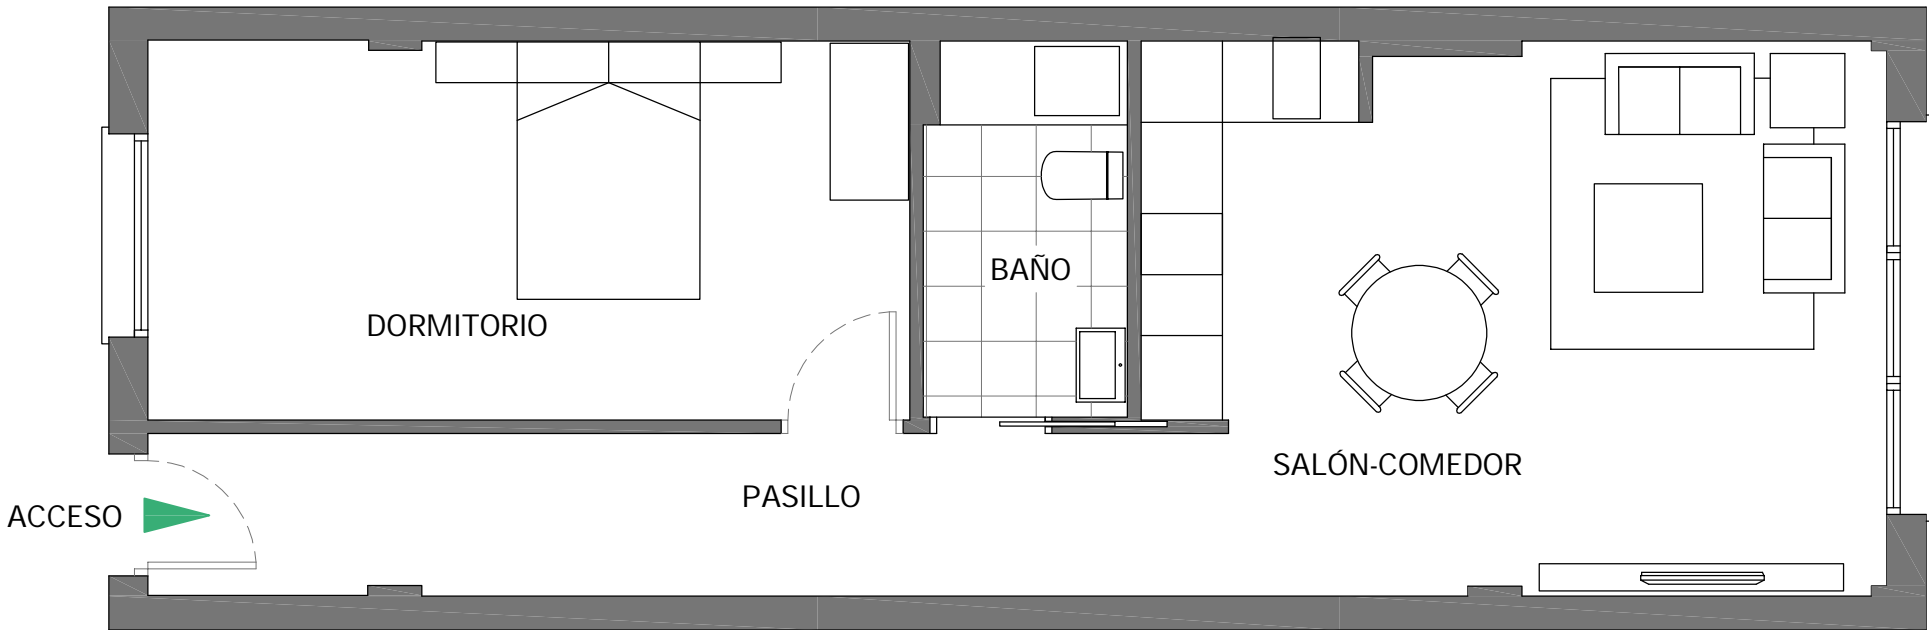 BAÑO
DORMITORIO
SALÓN-COMEDOR
PASILLO
ACCESO